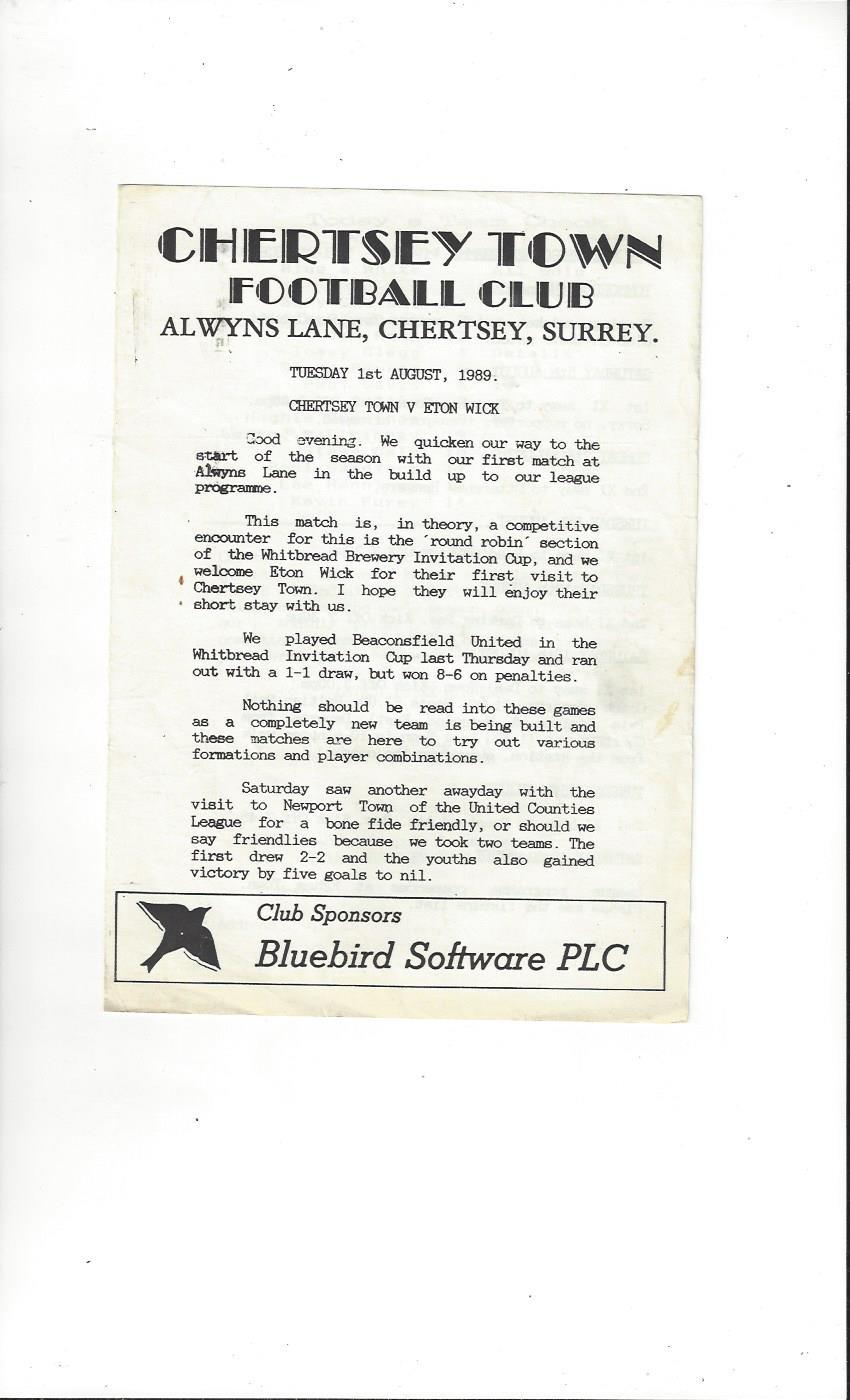 CHERTSEY TOWN
FOOTBALL CLUB
ALWYNS LANE, CHERTSEY, SURREY.
TUESDAY 1st AUGUST, 1989.
CHERTSEY TOWN V ETON WICK
Good evening. We quicken our way to the
start of the season with our first match at
Alwyns Lane in the build up to our league
programme.
This match is, in theory, a competitive
encounter for this is the ´round robin´ section
of the Whitbread Brewery Invitation Cup, and we
welcome Eton Wick for their first visit to
Chertsey Town. I hope they will enjoy their
short stay with us.
We played Beaconsfield United in the
Whitbread Invitation Cup last Thursday and ran
out with a 1-1 draw, but won 8-6 on penalties.
Nothing should be read into these games
as a completely new team is being built and
these matches are here to try out various
formations and player combinations.
Saturday saw another awayday with the
visit to Newport Town of the United Counties
League for a bone fide friendly, or should we
say friendlies because we took two teams. The
first drew 2-2 and the youths also gained
victory by five goals to nil.
Club Sponsors
Bluebird Software PLC